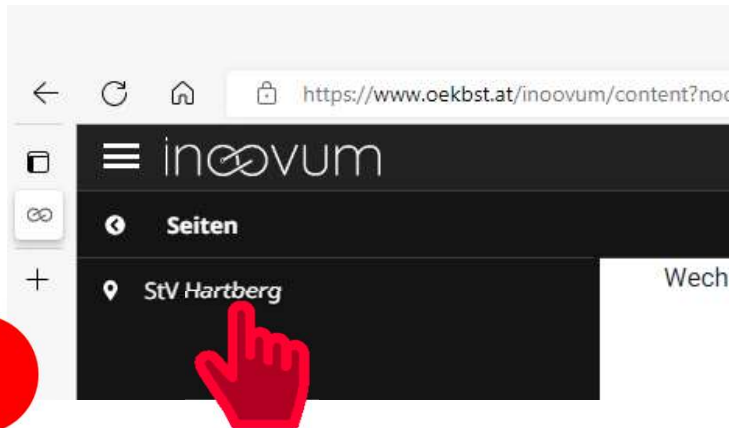 https://www.oekbst.at/inoovum/content?noc
inoovum
Seiten
StV Hartberg
Wech